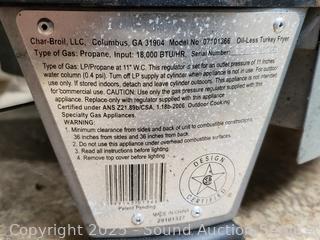 Char-Broil, LLC, Columbus, GA 31904 Model No 07101366 Oil-Less Turkey Fryer
Type of Gas: Propane, Input: 18,000 BTU/HR, Serial Number:
Type of Gas: LP/Propane at 11" W.C. This regulator is set for an outlet pressure of 11 inches
water column (0.4 psi). Turn off LP supply at cylinder when appliance is not in use. For outdoor
use only. If stored indoors, detach and leave cylinder outdoors. This appliance is not
for commercial use. CAUTION: Use only the gas pressure regulator supplied with this
appliance. Replace-only with regulator supplied with this appliance.
Certified under ANS Z21.89b/CSA, 1.18b-2006. Outdoor Cooking
Specialty Gas Appliances.
WARNING:
1. Minimum clearance from sides and back of unit to combustible constructions.
36 inches from sides and 36 inches from back.
2. Do not use this appliance under overhead combustible surfaces.
3. Read all instructions before lighting
4. Remove top cover before lighting
DESIGN
CERTIFIED
Patent Pending
MADE IN CHINA
29101327
Copyright 2025 - Sound Auction